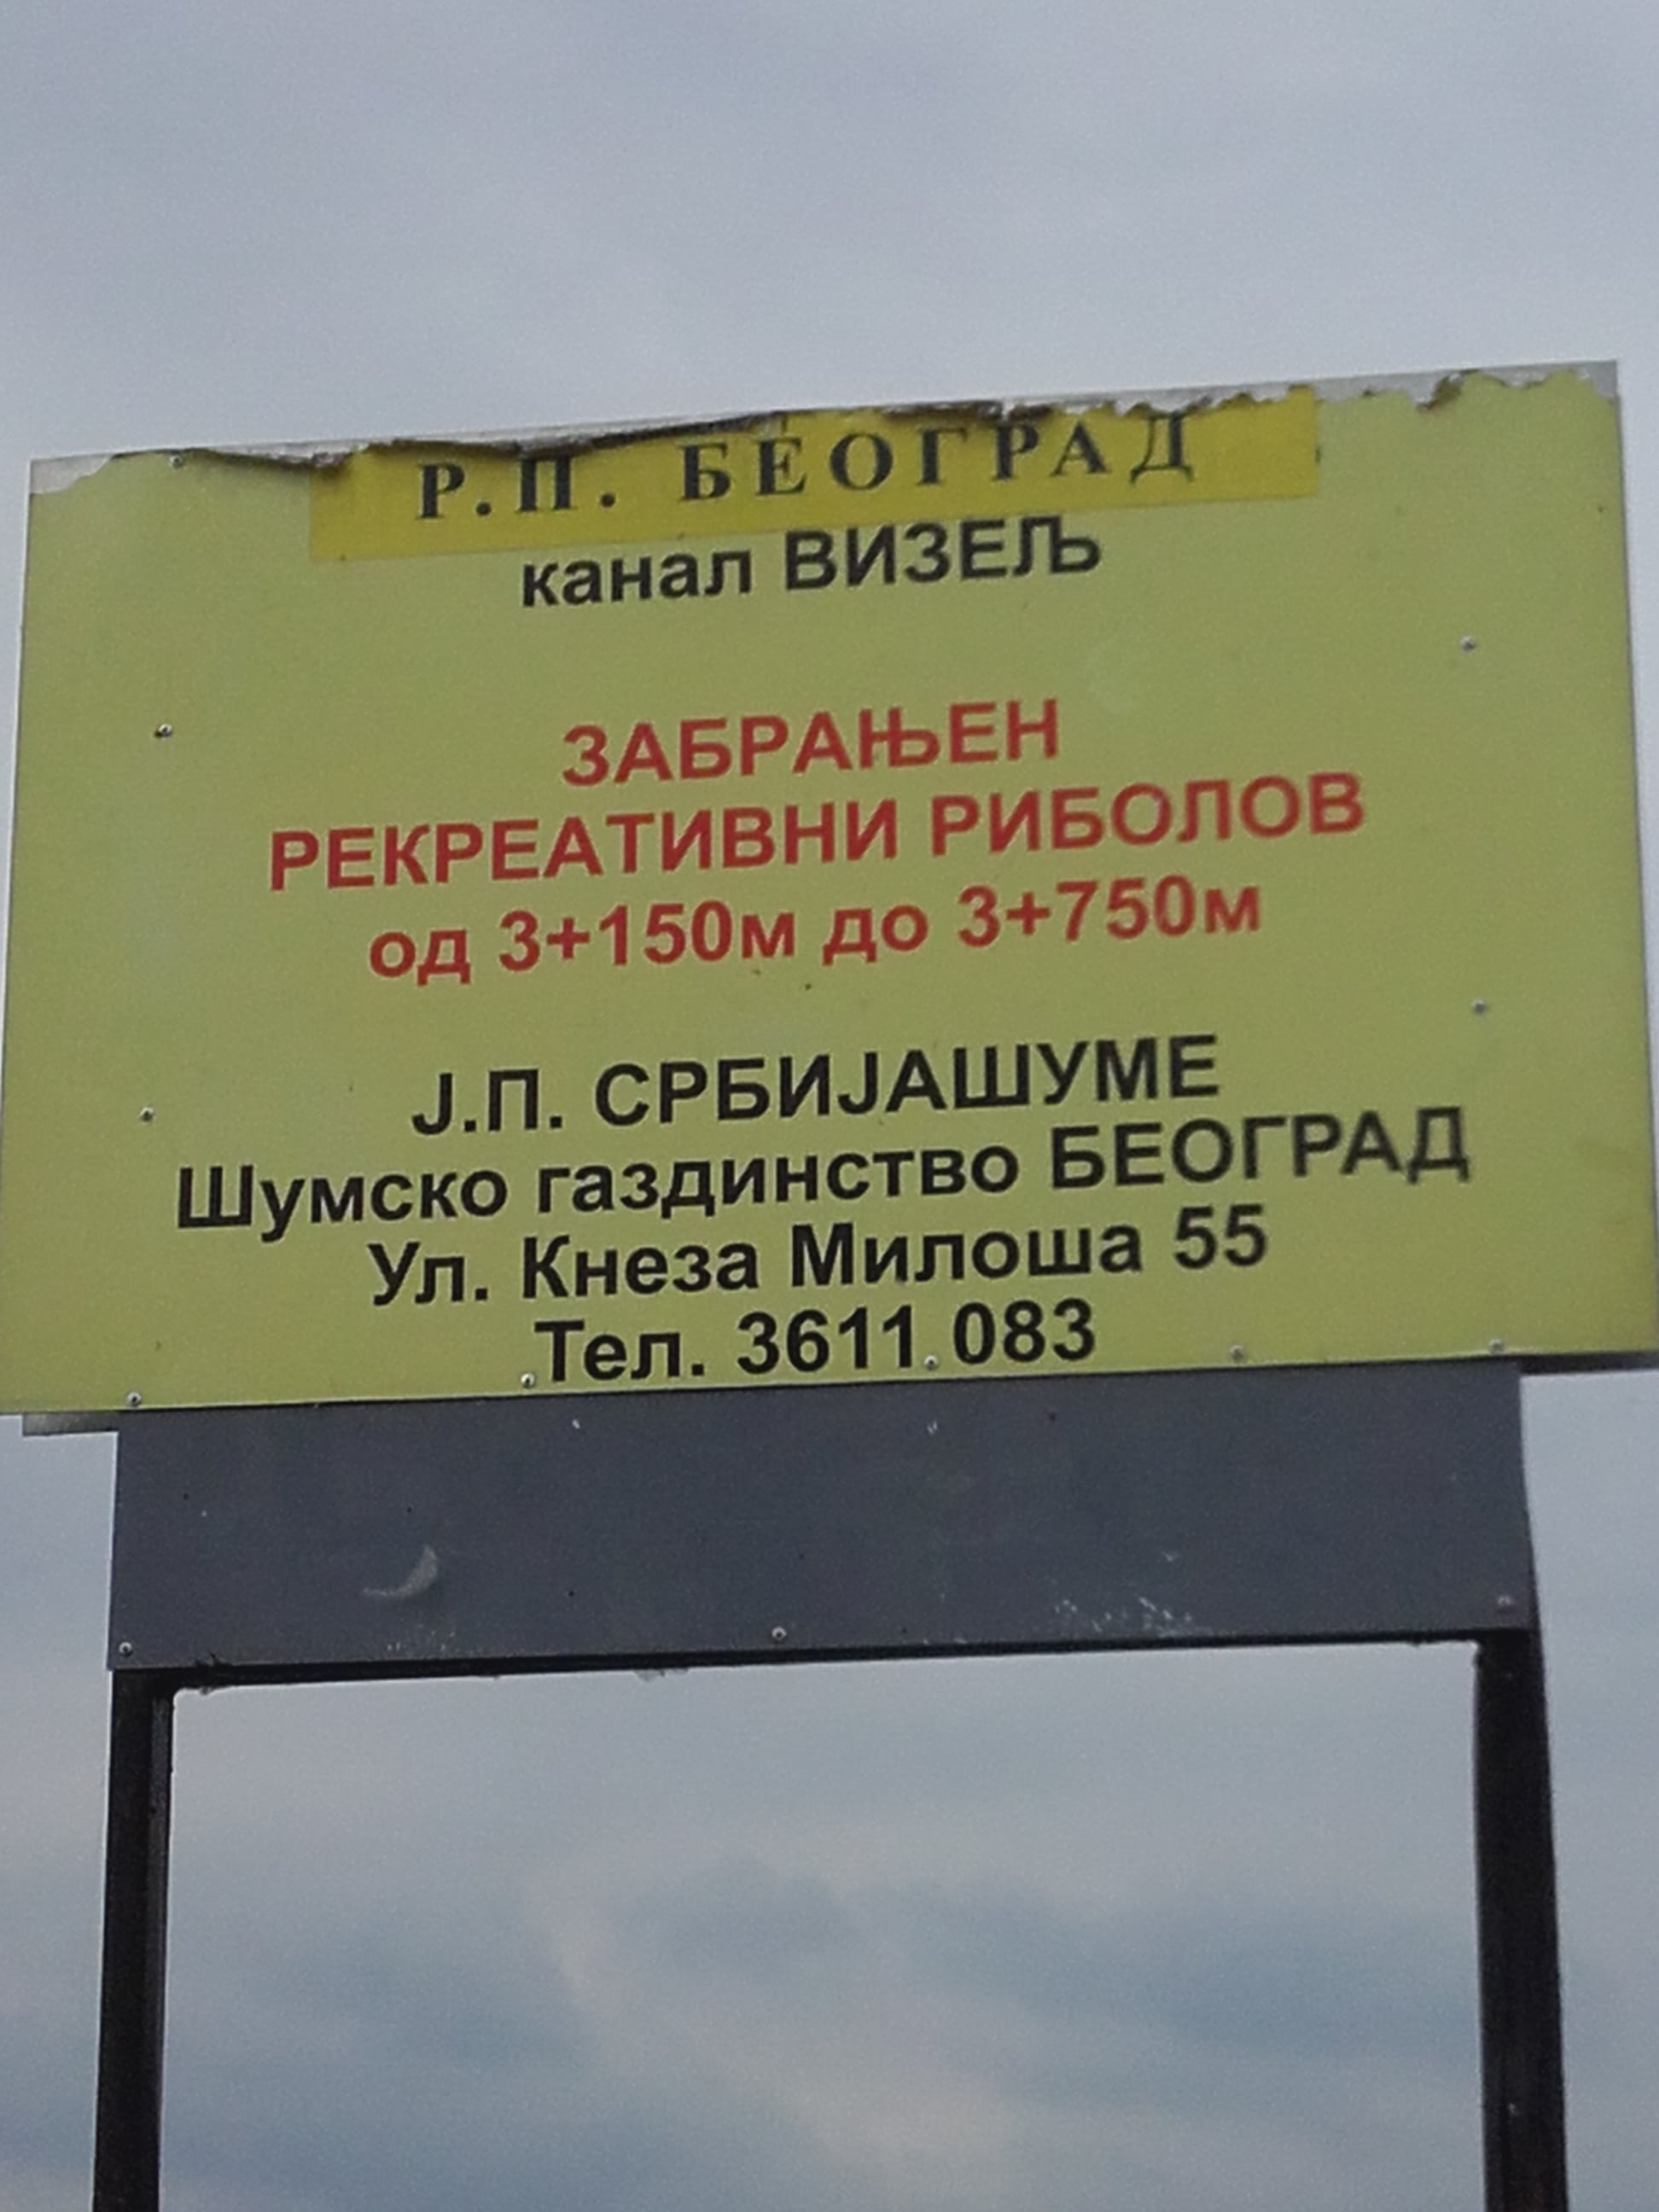 Р.П. БЕОГРАД
канал ВИЗЕЉ
ЗАБРАЊЕН
РЕКРЕАТИВНИ РИБОЛОВ
од 3+150м до 3+750м
Ј.П. СРБИЈАШУМЕ
Шумско газдинство БЕОГРАД
Ул. Кнеза Милоша 55
Тел. 3611 083